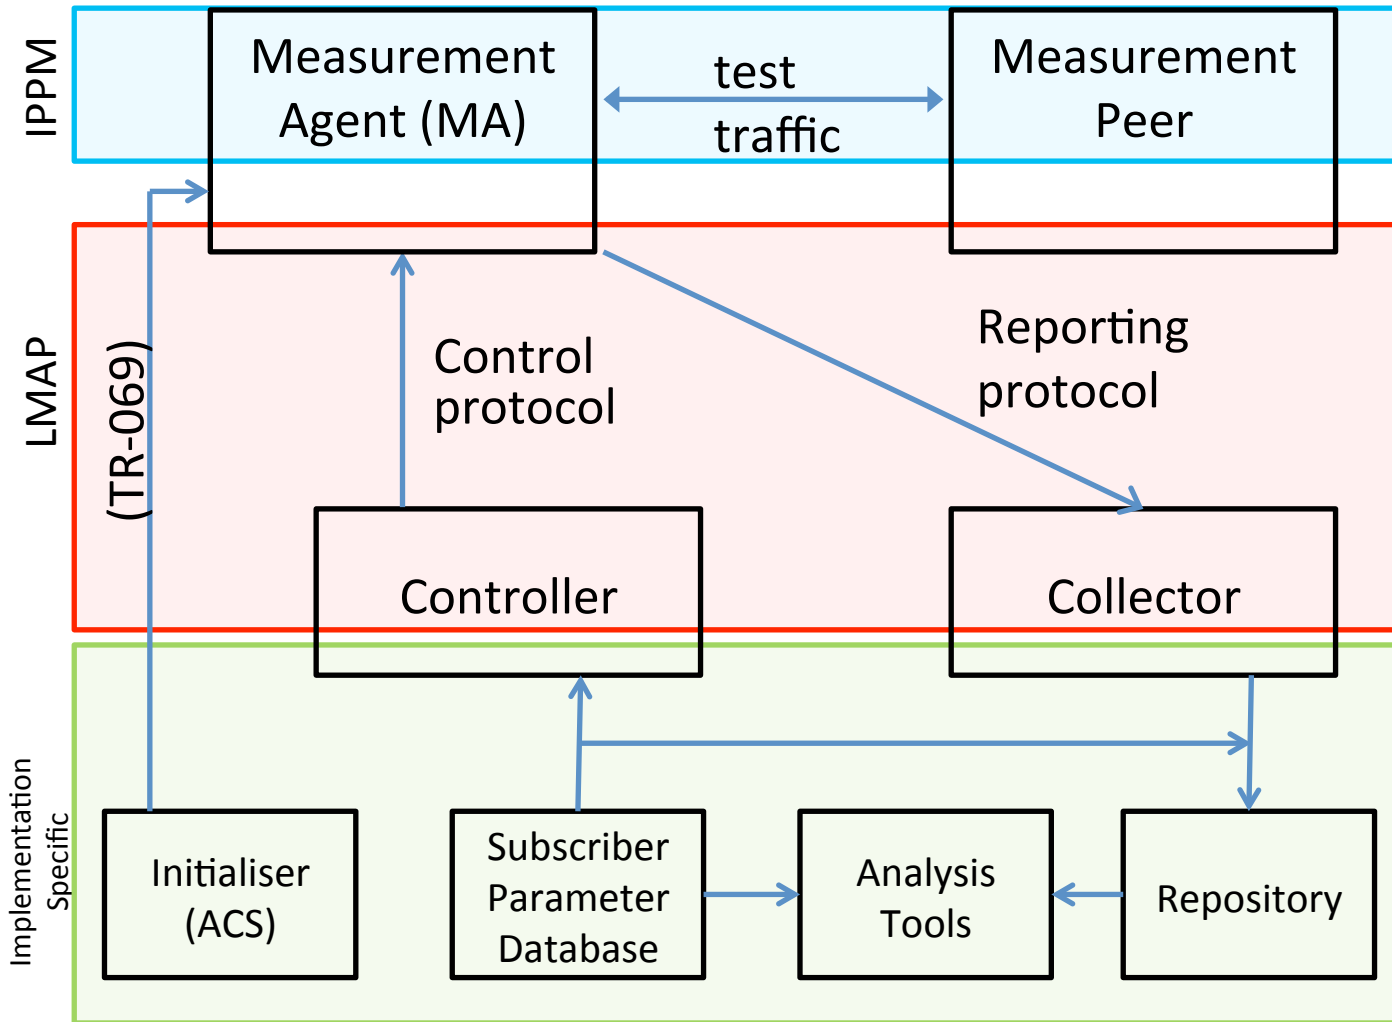 IPPM
Measurement
Agent (MA)
test
traffic
Measurement
Peer
LMAP
(TR-069)
Control
protocol
Reporting
protocol
Controller
Collector
Implementation
Specific
Initialiser
(ACS)
Subscriber
Parameter
Database
Analysis
Tools
Repository